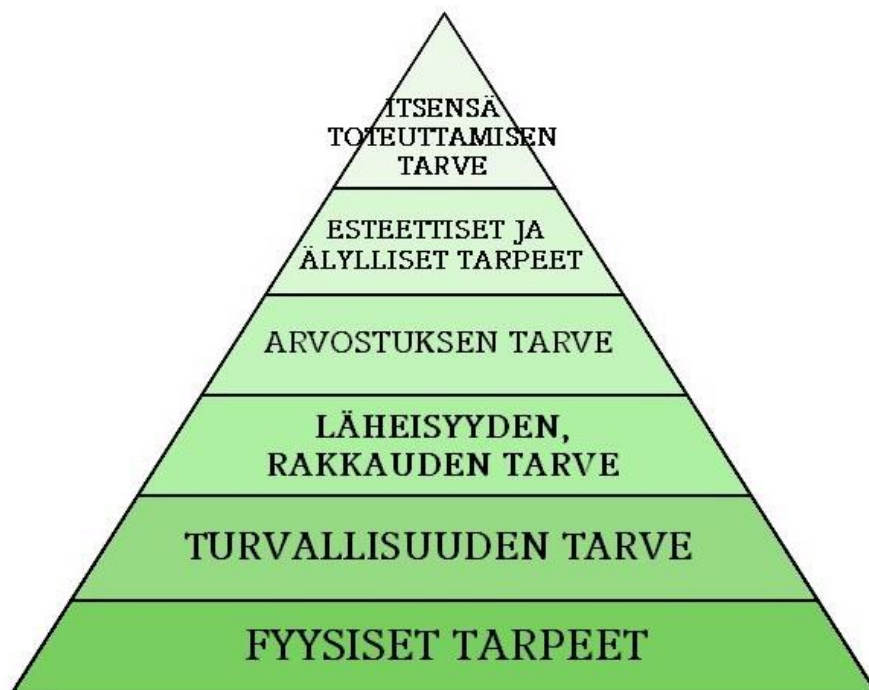 ITSENSÄ
TOTEUTTAMISEN
TARVE
ESTEETTISET JA
ÄLYLLISET TARPEET
ARVOSTUKSEN TARVE
LÄHEISYYDEN,
RAKKAUDEN TARVE
TURVALLISUUDEN TARVE
FYYSISET TARPEET